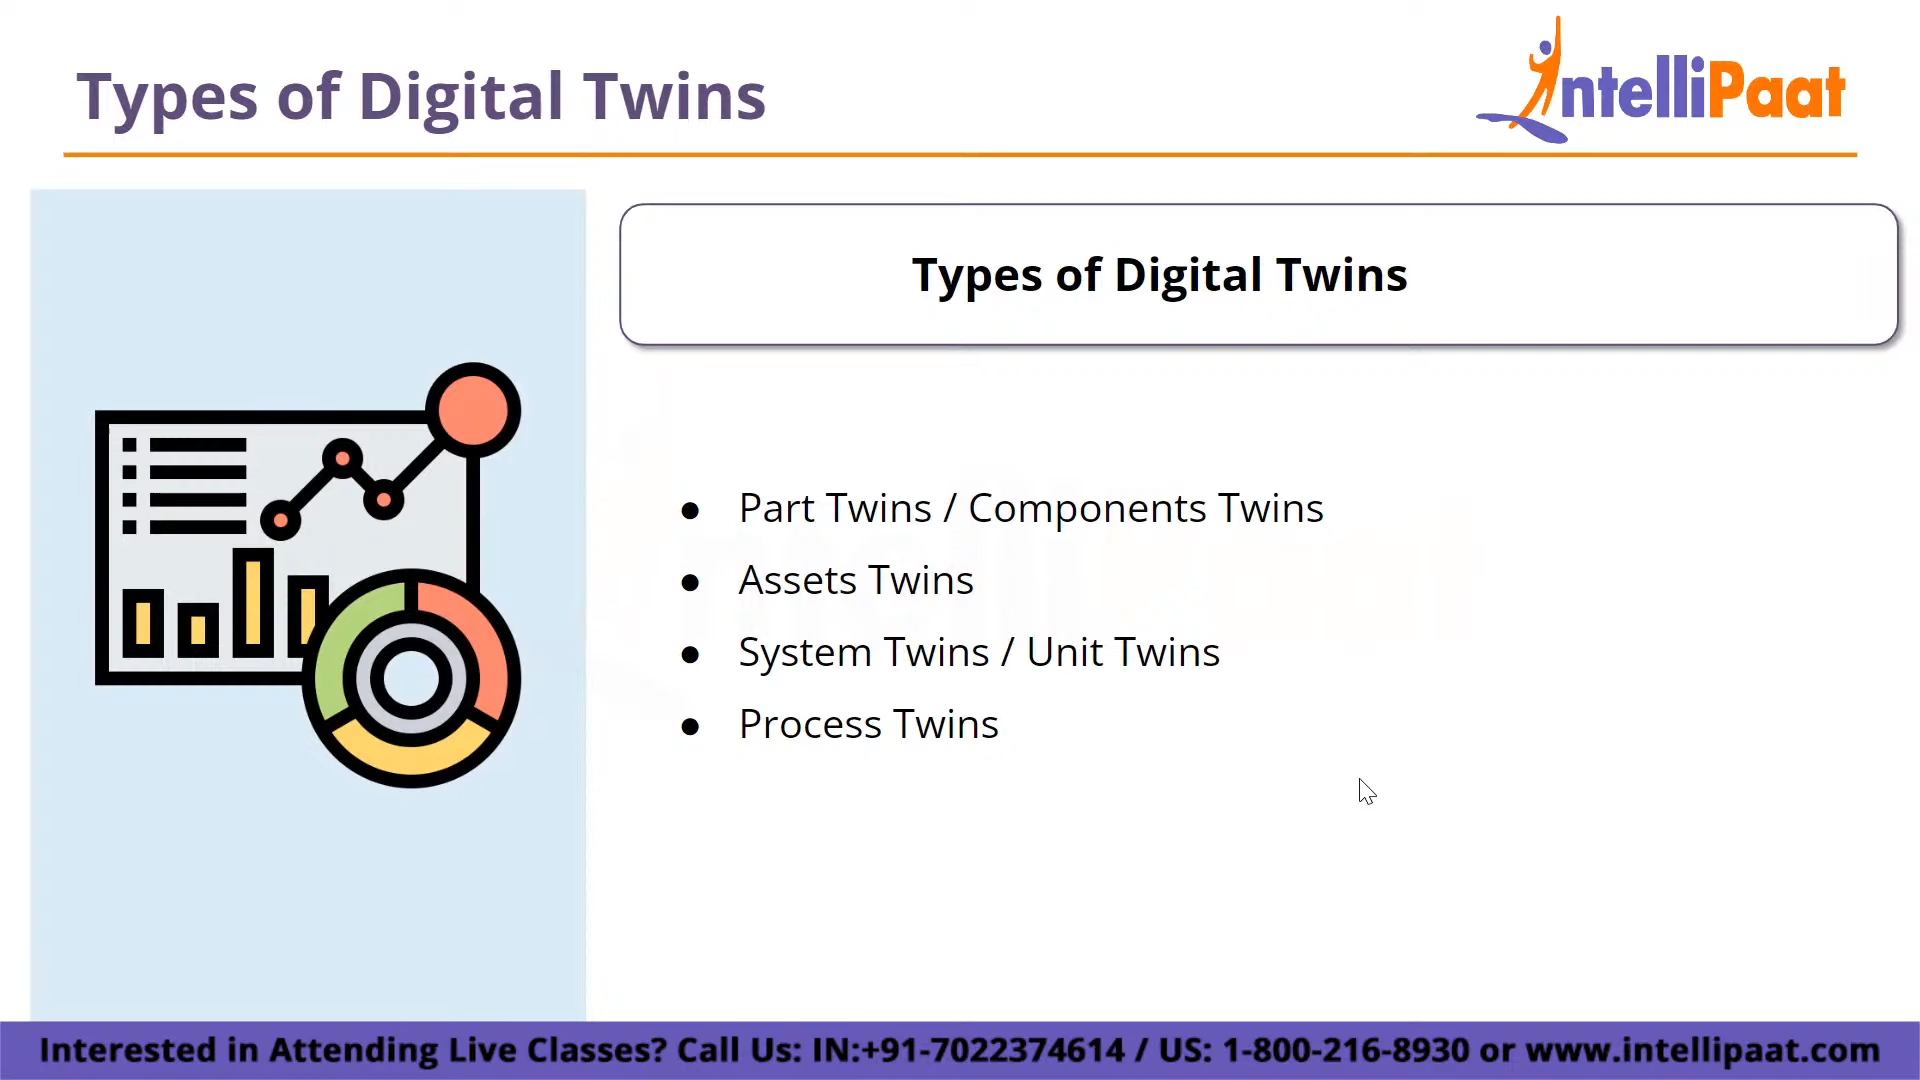 Types of Digital Twins
IntelliPaat
Types of Digital Twins
● Part Twins / Components Twins
● Assets Twins
● System Twins / Unit Twins
● Process Twins
Interested in Attending Live Classes? Call Us: IN:+91-7022374614 / US: 1-800-216-8930 or www.intellipaat.com